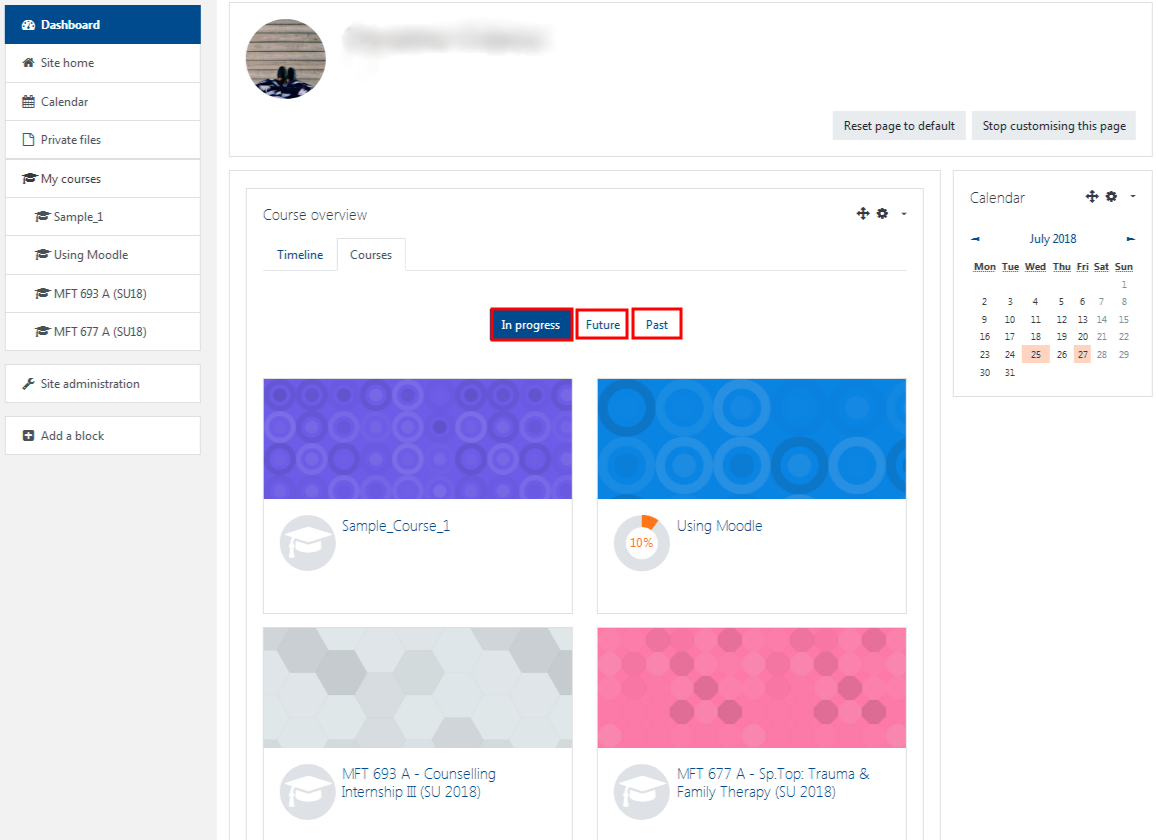 Dashboard
Site home
Calendar
Private files
My courses
Sample_1
Using Moodle
MFT 693 A (SU18)
MFT 677 A (SU18)
Site administration
Add a block
Reset page to default
Stop customising this page
Course overview
Timeline
Courses
In progress
Future
Past
Sample_Course_1
10%
Using Moodle
MFT 693 A - Counselling
Internship III (SU 2018)
MFT 677 A - Sp.Top: Trauma &
Family Therapy (SU 2018)
Calendar
July 2018
Mon Tue Wed Thu Fri Sat Sun
1
2 3 4 5 6 7 8
9 10 11 12 13 14 15
16 17 18 19 20 21 22
23 24 25 26 27 28 29
30 31